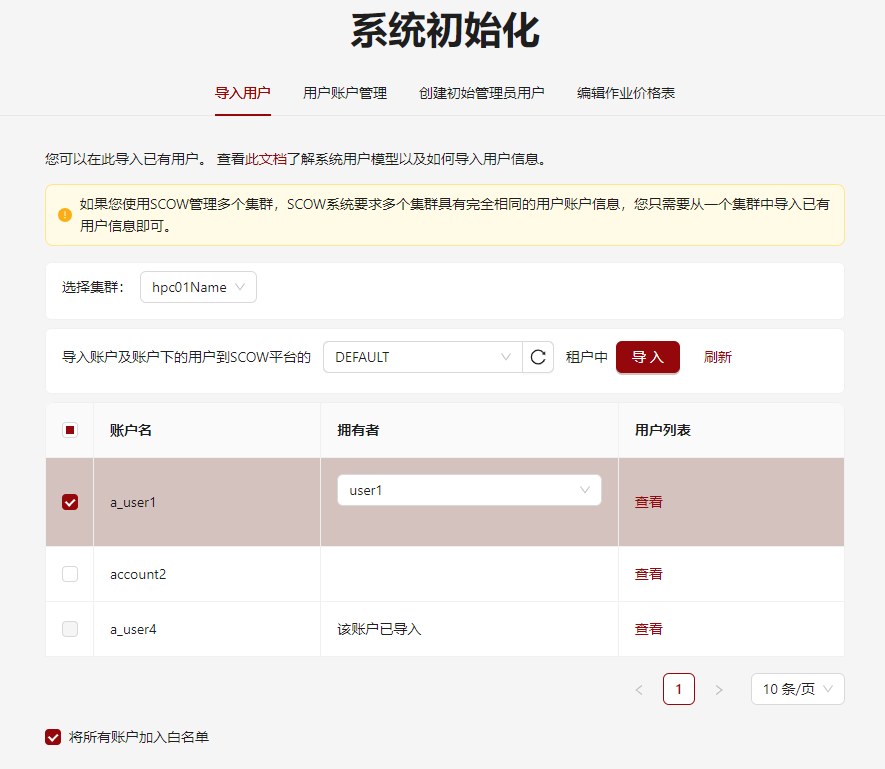 系统初始化
导入用户 用户账户管理 创建初始管理员用户 编辑作业价格表
您可以在此导入已有用户。 查看此文档了解系统用户模型以及如何导入用户信息。
如果您使用SCOW管理多个集群，SCOW系统要求多个集群具有完全相同的用户账户信息，您只需要从一个集群中导入已有
用户信息即可。
选择集群： hpc01Name
导入账户及账户下的用户到SCOW平台的 DEFAULT 租户中 导 入 刷新
账户名 拥有者 用户列表
a_user1 user1 查看
account2 查看
a_user4 该账户已导入 查看
1 10 条/页
将所有账户加入白名单